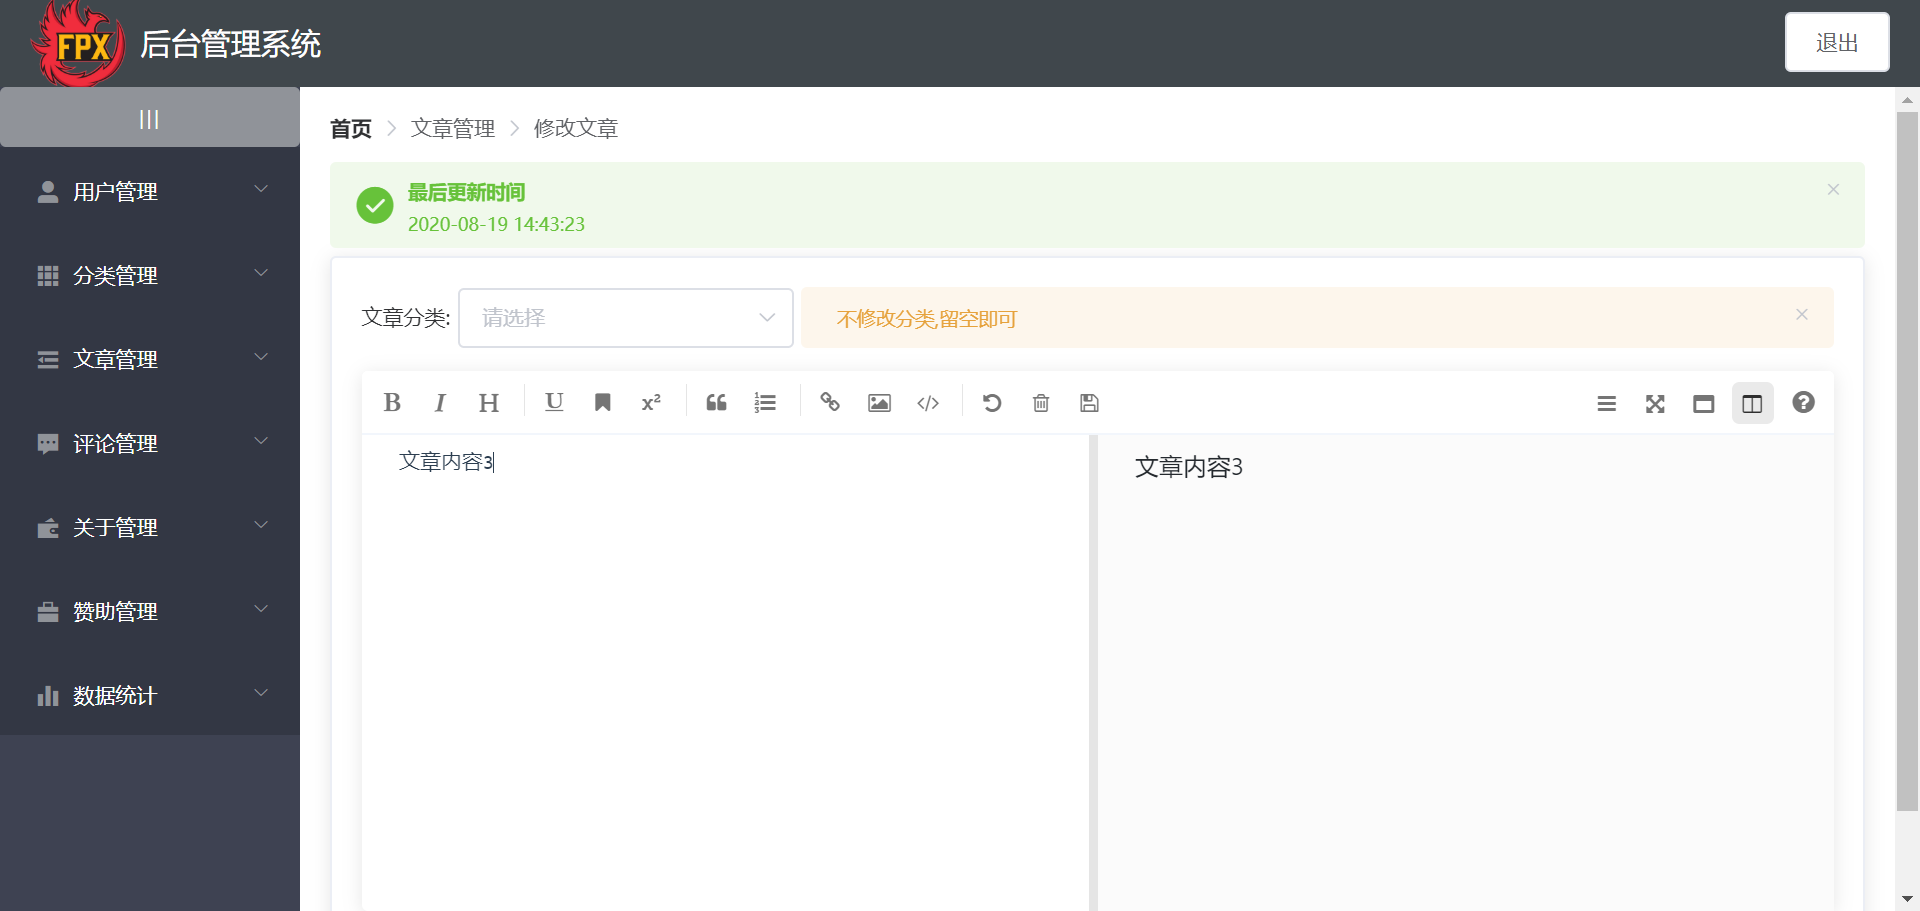 FPX
后台管理系统
退出
|||
首页 > 文章管理 > 修改文章
用户管理
分类管理
文章管理
评论管理
关于管理
赞助管理
数据统计
最后更新时间
2020-08-19 14:43:23
文章分类: 请选择
不修改分类,留空即可
B I H U x²
文章内容3
文章内容3